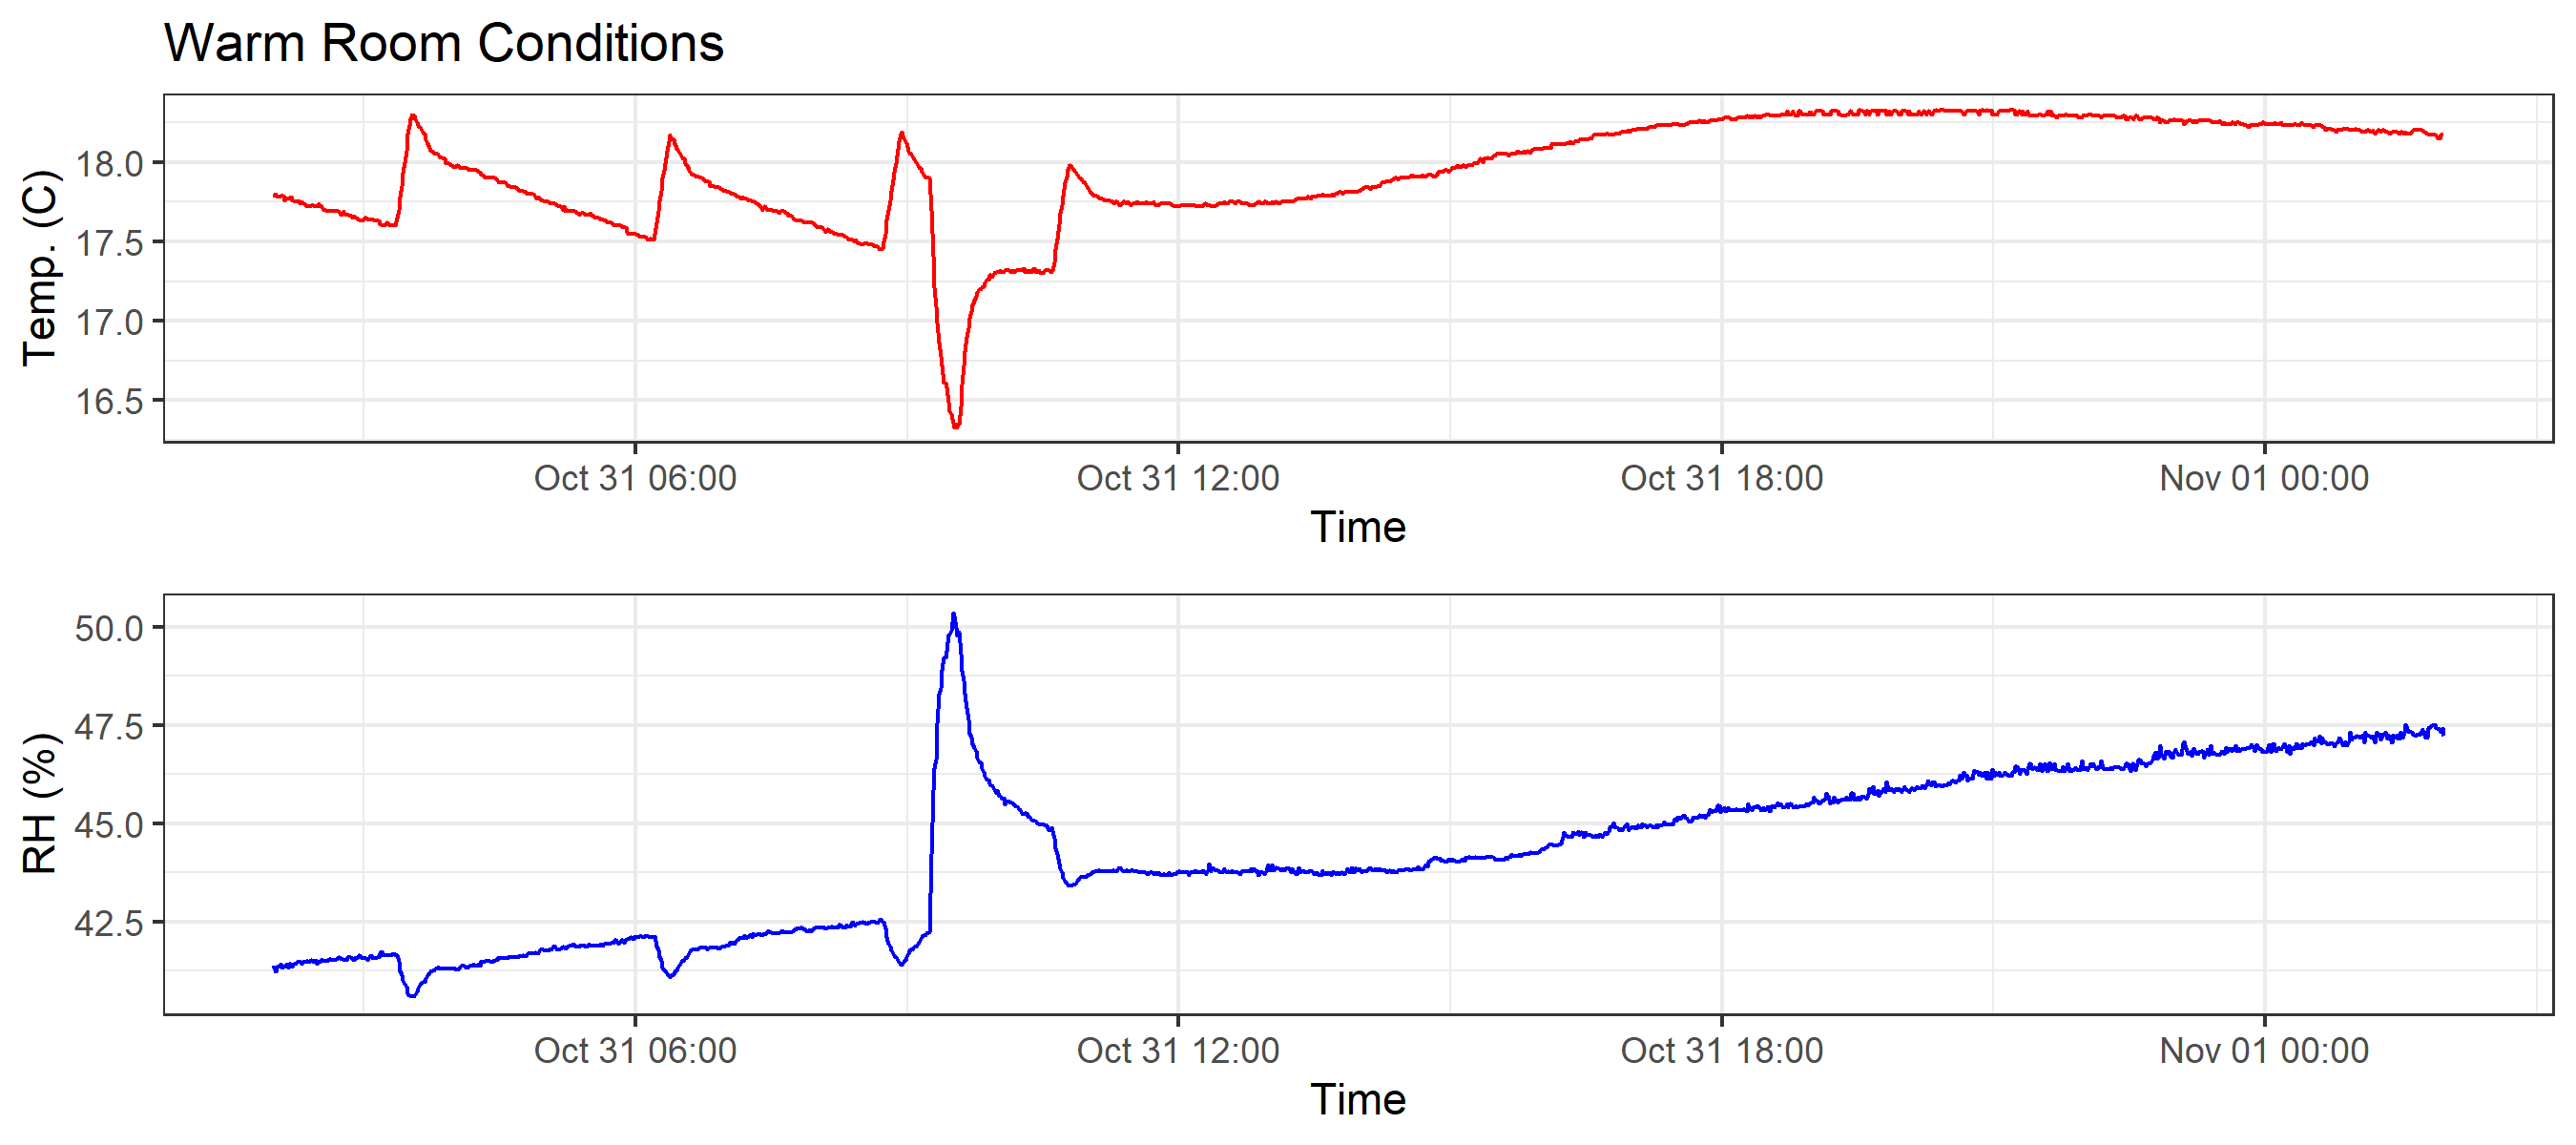 Warm Room Conditions
Temp. (C)
18.0
17.5
17.0
16.5
Oct 31 06:00 Oct 31 12:00 Oct 31 18:00 Nov 01 00:00
Time
RH (%)
50.0
47.5
45.0
42.5
Oct 31 06:00 Oct 31 12:00 Oct 31 18:00 Nov 01 00:00
Time